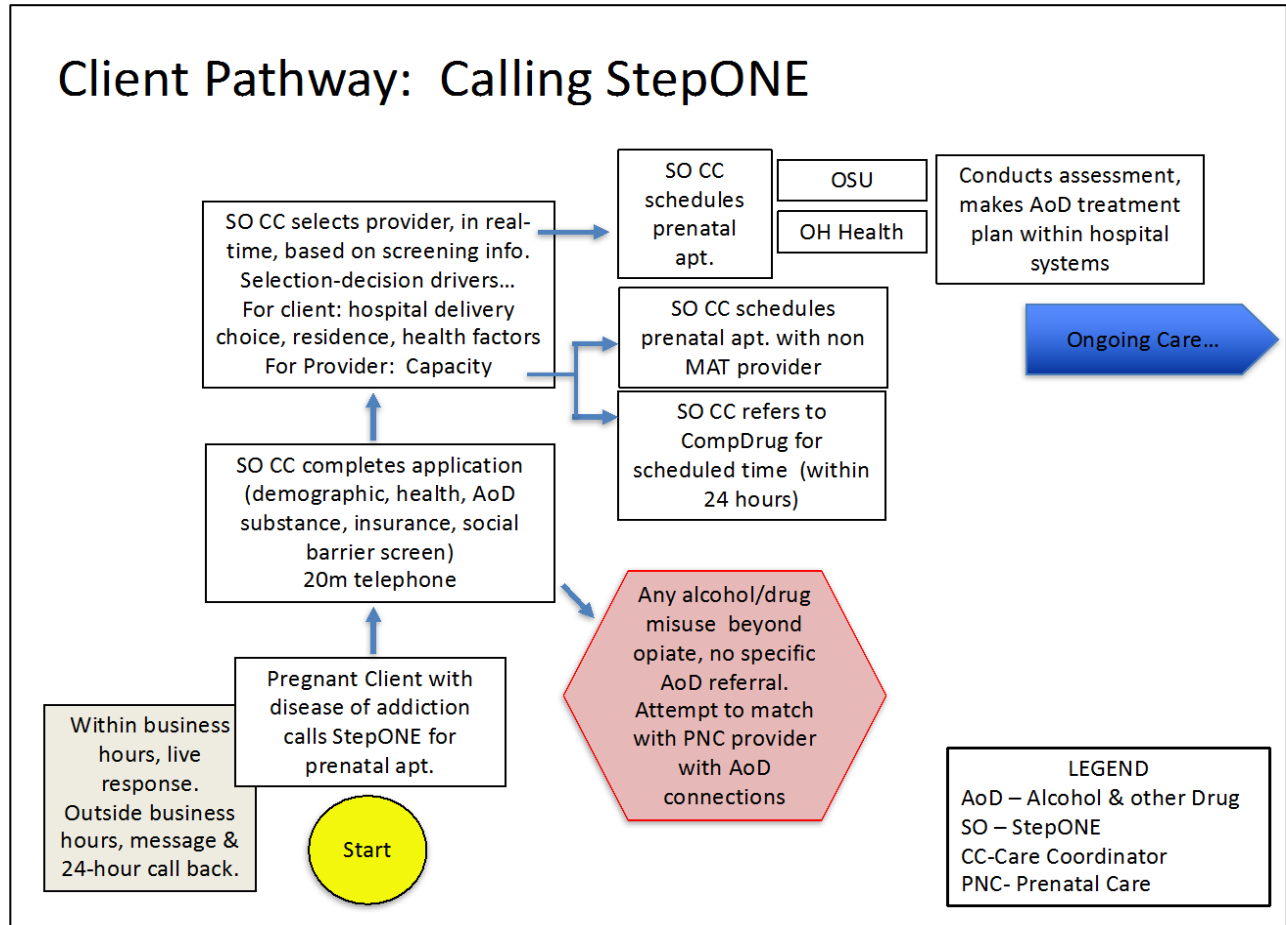 Client Pathway:  Calling StepONE
SO CC selects provider, in real-
time, based on screening info.
Selection-decision drivers…
For client: hospital delivery
choice, residence, health factors
For Provider:  Capacity
SO CC
schedules
prenatal
apt.
OSU
OH Health
Conducts assessment,
makes AoD treatment
plan within hospital
systems
SO CC schedules
prenatal apt. with non
MAT provider
Ongoing Care…
SO CC refers to
CompDrug for
scheduled time  (within
24 hours)
SO CC completes application
(demographic, health, AoD
substance, insurance, social
barrier screen)
20m telephone
Any alcohol/drug
misuse  beyond
opiate, no specific
AoD referral.
Attempt to match
with PNC provider
with AoD
connections
Pregnant Client with
disease of addiction
calls StepONE for
prenatal apt.
Within business
hours, live
response.
Outside business
hours, message &
24-hour call back.
Start
LEGEND
AoD – Alcohol & other Drug
SO – StepONE
CC-Care Coordinator
PNC- Prenatal Care